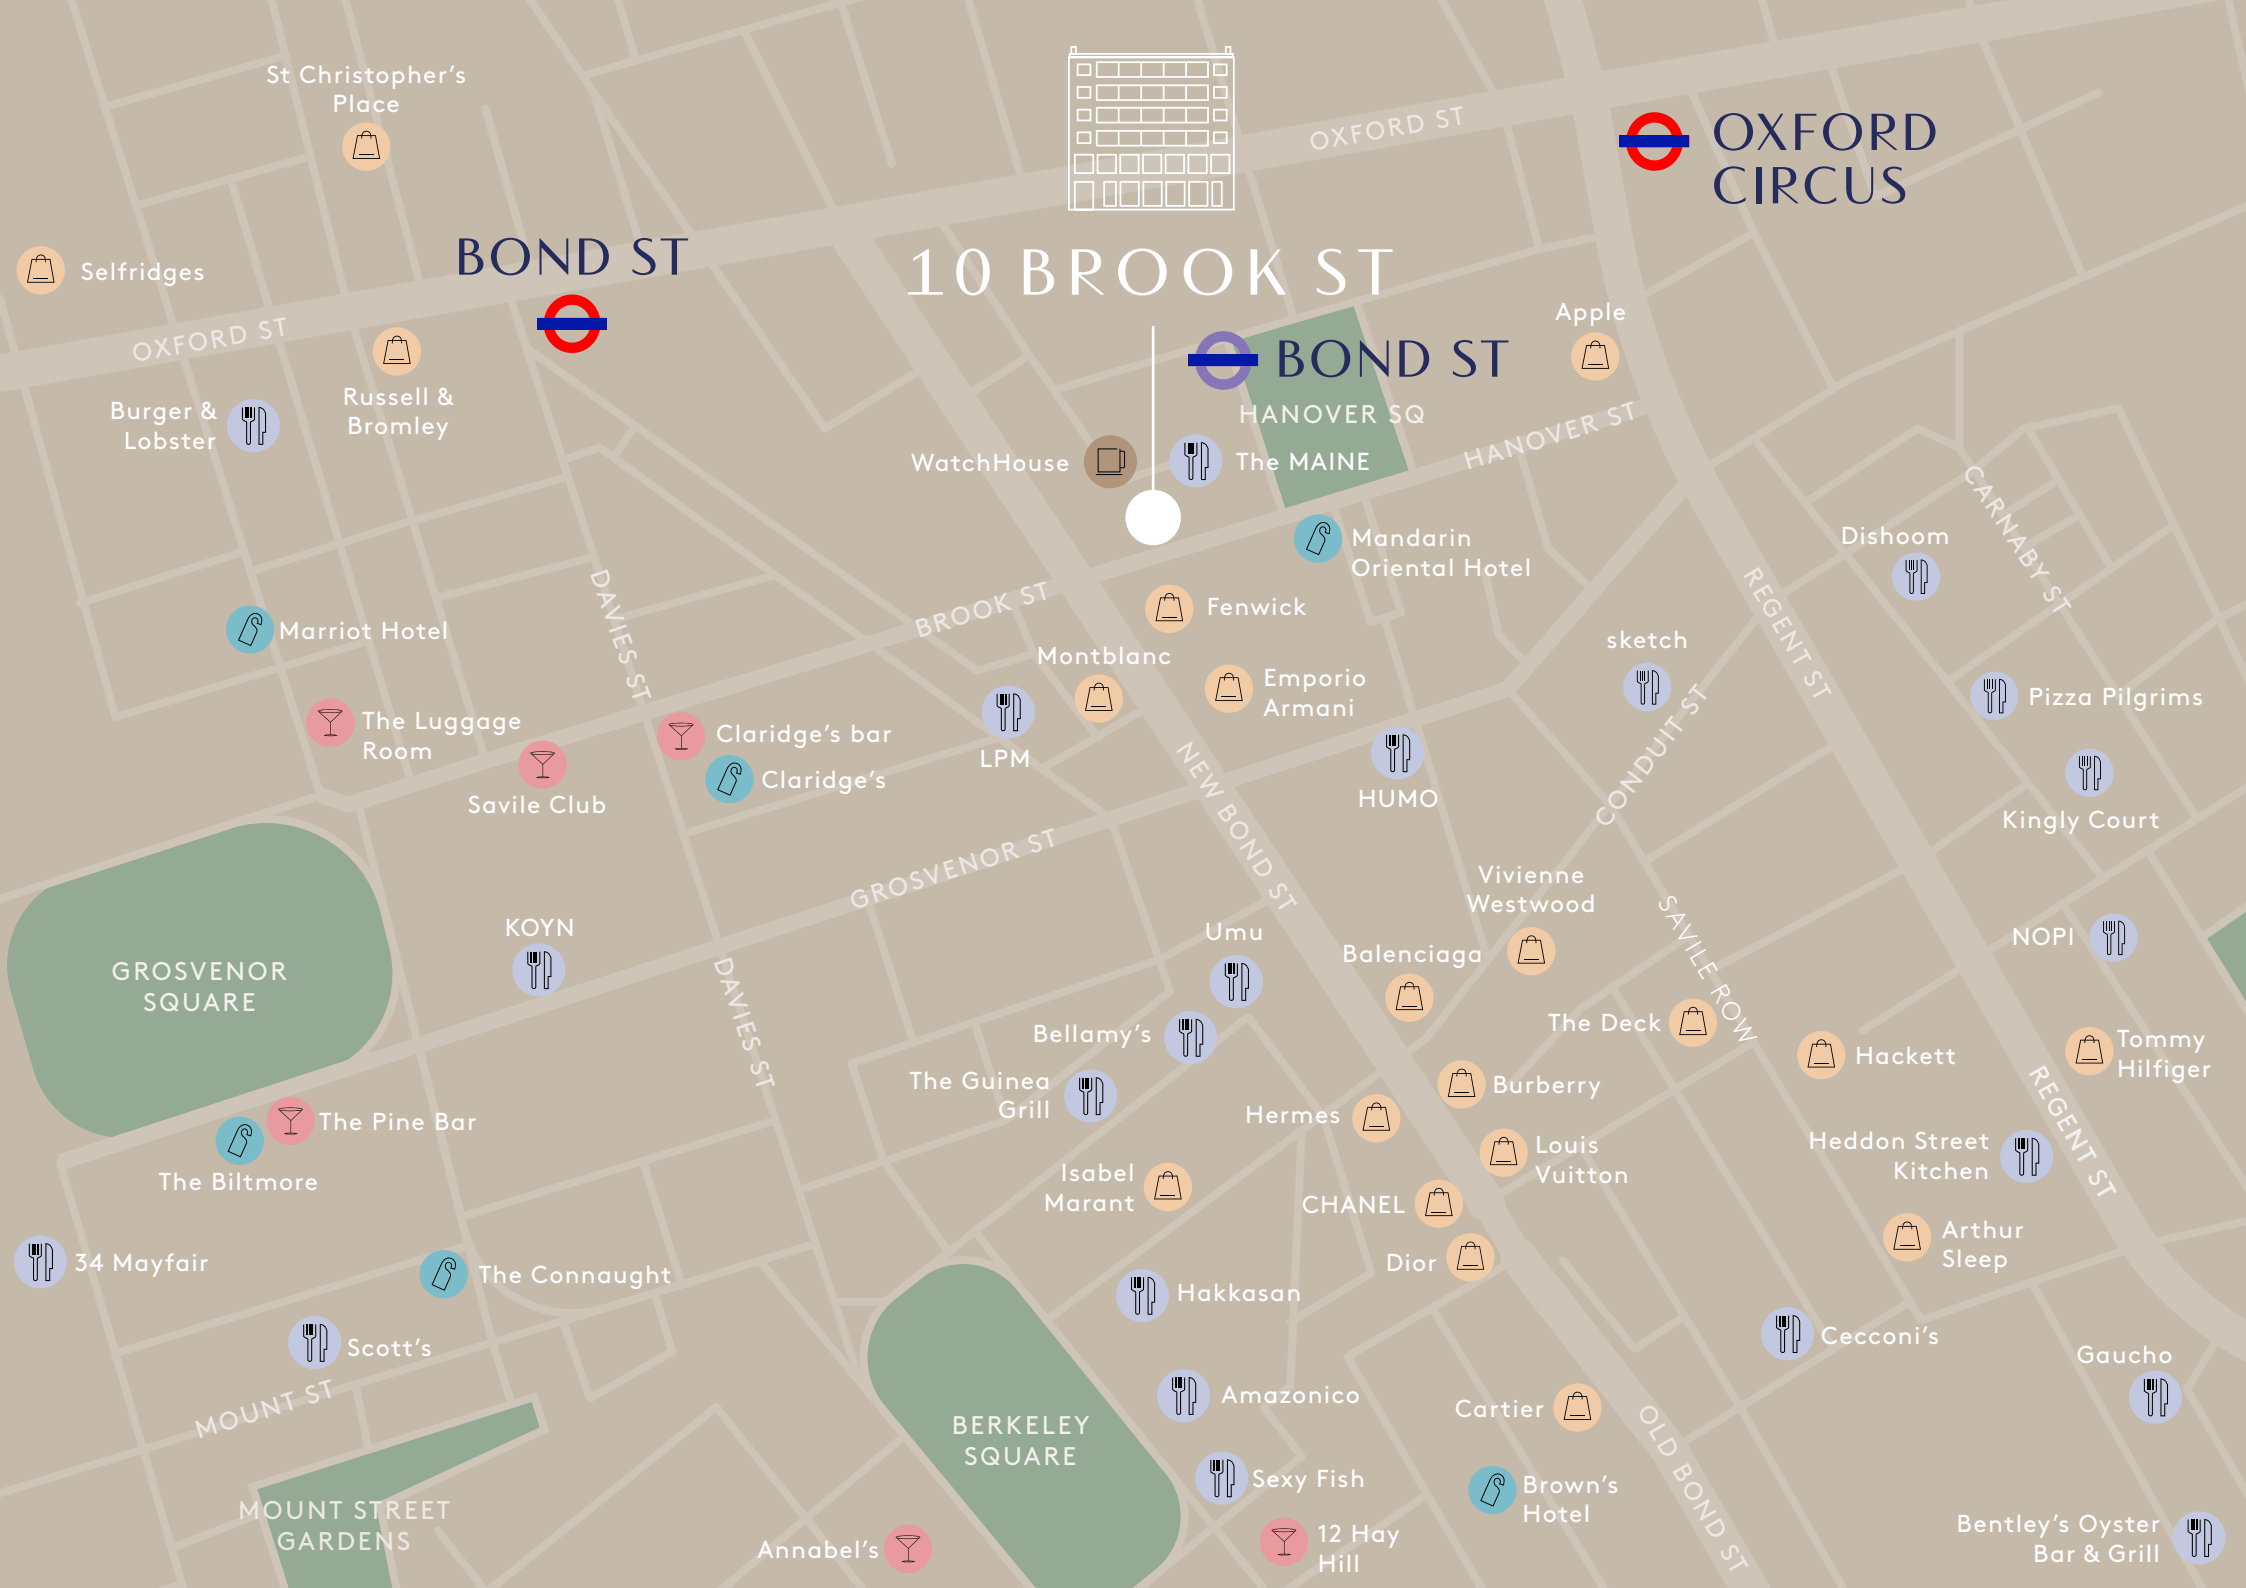 St Christopher's
Place
OXFORD ST
OXFORD
CIRCUS
Selfridges
BOND ST
10 BROOK ST
OXFORD ST
Apple
BOND ST
Russell &
Bromley
Burger &
Lobster
HANOVER SQ
HANOVER ST
WatchHouse
The MAINE
CARNABY ST
Mandarin
Oriental Hotel
Dishoom
DAVIES ST
BROOK ST
Fenwick
REGENT ST
Marriot Hotel
sketch
Montblanc
Emporio
Armani
CONDUIT ST
Pizza Pilgrims
The Luggage
Room
Claridge's bar
LPM
NEW BOND ST
Claridge's
Savile Club
HUMO
Kingly Court
GROSVENOR ST
Vivienne
Westwood
SAVILE ROW
KOYN
Umu
Balenciaga
NOPI
GROSVENOR
SQUARE
DAVIES ST
Bellamy's
The Deck
Hackett
Tommy
Hilfiger
The Guinea
Grill
Burberry
REGENT ST
The Pine Bar
Hermes
Louis
Vuitton
Heddon Street
Kitchen
The Biltmore
Isabel
Marant
CHANEL
Arthur
Sleep
34 Mayfair
The Connaught
Dior
Hakkasan
Scott's
Cecconi's
Gaucho
MOUNT ST
Amazonico
Cartier
BERKELEY
SQUARE
OLD BOND ST
Sexy Fish
Brown's
Hotel
MOUNT STREET
GARDENS
Annabel's
12 Hay
Hill
Bentley's Oyster
Bar & Grill